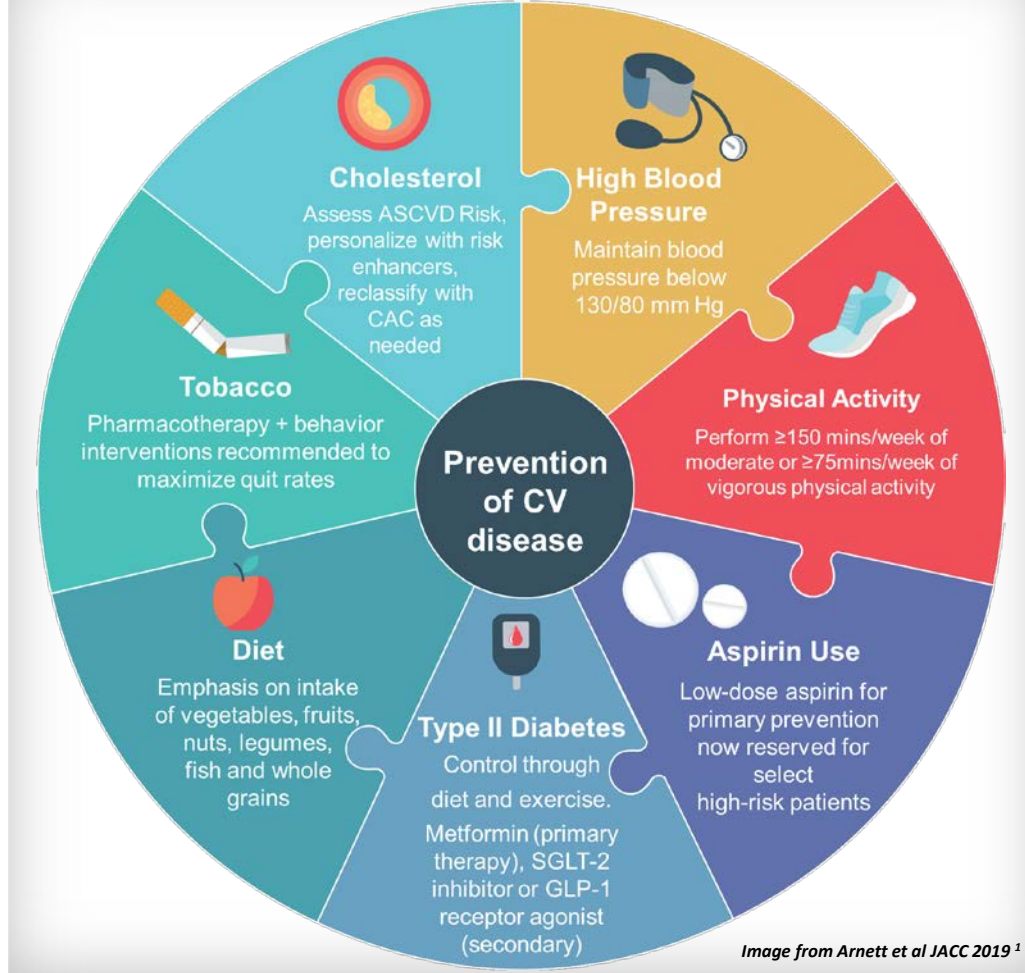 Cholesterol
Assess ASCVD Risk,
personalize with risk
enhancers,
reclassify with
CAC as
needed
High Blood
Pressure
Maintain blood
pressure below
130/80 mm Hg
Physical Activity
Perform ≥150 mins/week of
moderate or ≥75mins/week of
vigorous physical activity
Aspirin Use
Low-dose aspirin for
primary prevention
now reserved for
select
high-risk patients
Type II Diabetes
Control through
diet and exercise.
Metformin (primary
therapy), SGLT-2
inhibitor or GLP-1
receptor agonist
(secondary)
Diet
Emphasis on intake
of vegetables, fruits,
nuts, legumes,
fish and whole
grains
Tobacco
Pharmacotherapy + behavior
interventions recommended to
maximize quit rates
Prevention
of CV
disease
Image from Arnett et al JACC 2019 ¹